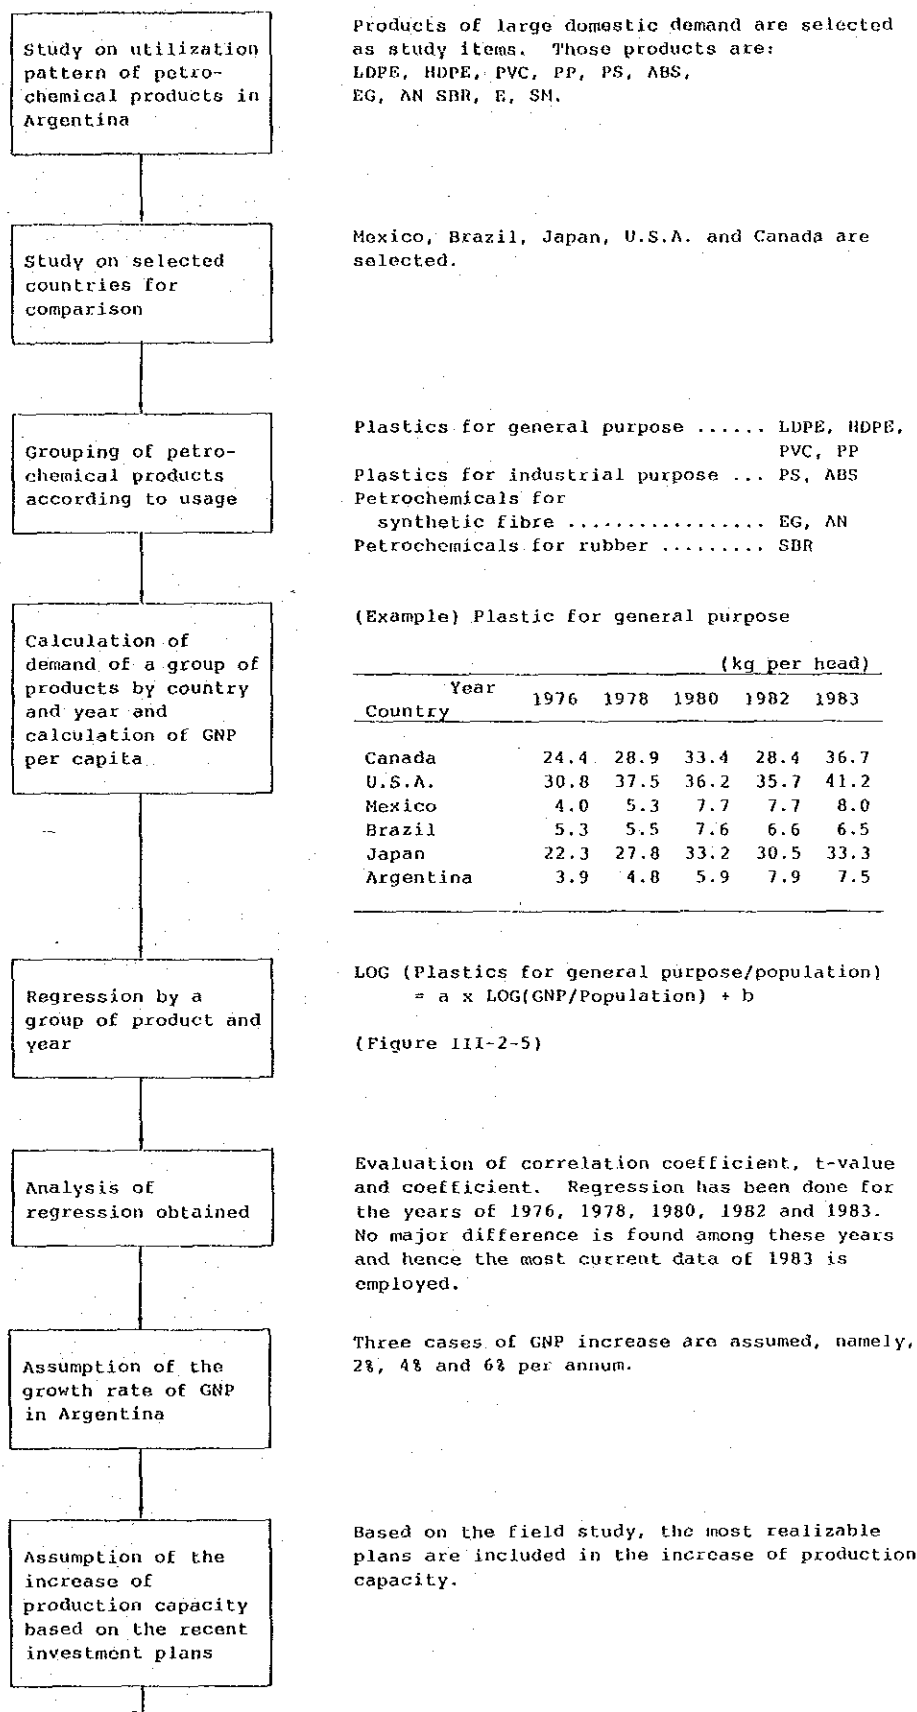 Study on utilization
pattern of petro-
chemical products in
Argentina
Products of large domestic demand are selected
as study items. Those products are:
LDPE, HDPE, PVC, PP, PS, ABS,
EG, AN SBR, E, SM.
Study on selected
countries for
comparison
Mexico, Brazil, Japan, U.S.A. and Canada are
selected.
Grouping of petro-
chemical products
according to usage
Plastics for general purpose ...... LDPE, HDPE,
PVC, PP
Plastics for industrial purpose ... PS, ABS
Petrochemicals for
synthetic fibre ................. EG, AN
Petrochemicals for rubber ......... SBR
Calculation of
demand of a group of
products by country
and year and
calculation of GNP
per capita
(Example) Plastic for general purpose
(kg per head)
Year
Country 1976 1978 1980 1982 1983
Canada 24.4 28.9 33.4 28.4 36.7
U.S.A. 30.8 37.5 36.2 35.7 41.2
Mexico 4.0 5.3 7.7 7.7 8.0
Brazil 5.3 5.5 7.6 6.6 6.5
Japan 22.3 27.8 33.2 30.5 33.3
Argentina 3.9 4.8 5.9 7.9 7.5
Regression by a
group of product and
year
LOG (Plastics for general purpose/population)
= a x LOG(GNP/Population) + b
(Figure III-2-5)
Analysis of
regression obtained
Evaluation of correlation coefficient, t-value
and coefficient. Regression has been done for
the years of 1976, 1978, 1980, 1982 and 1983.
No major difference is found among these years
and hence the most current data of 1983 is
employed.
Assumption of the
growth rate of GNP
in Argentina
Three cases of GNP increase are assumed, namely,
2%, 4% and 6% per annum.
Assumption of the
increase of
production capacity
based on the recent
investment plans
Based on the field study, the most realizable
plans are included in the increase of production
capacity.